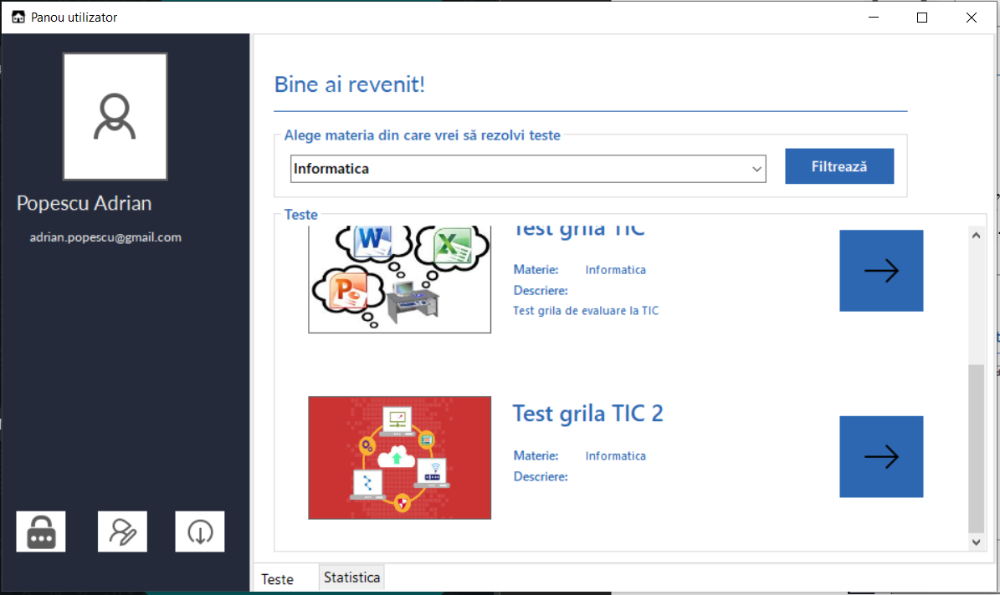 Panou utilizator
Popescu Adrian
adrian.popescu@gmail.com
Bine ai revenit!
Alege materia din care vrei să rezolvi teste
Informatica
Filtrează
Teste
Test grila TIC
Materie: Informatica
Descriere:
Test grila de evaluare la TIC
W
X
P
Test grila TIC 2
Materie: Informatica
Descriere:
Teste
Statistica